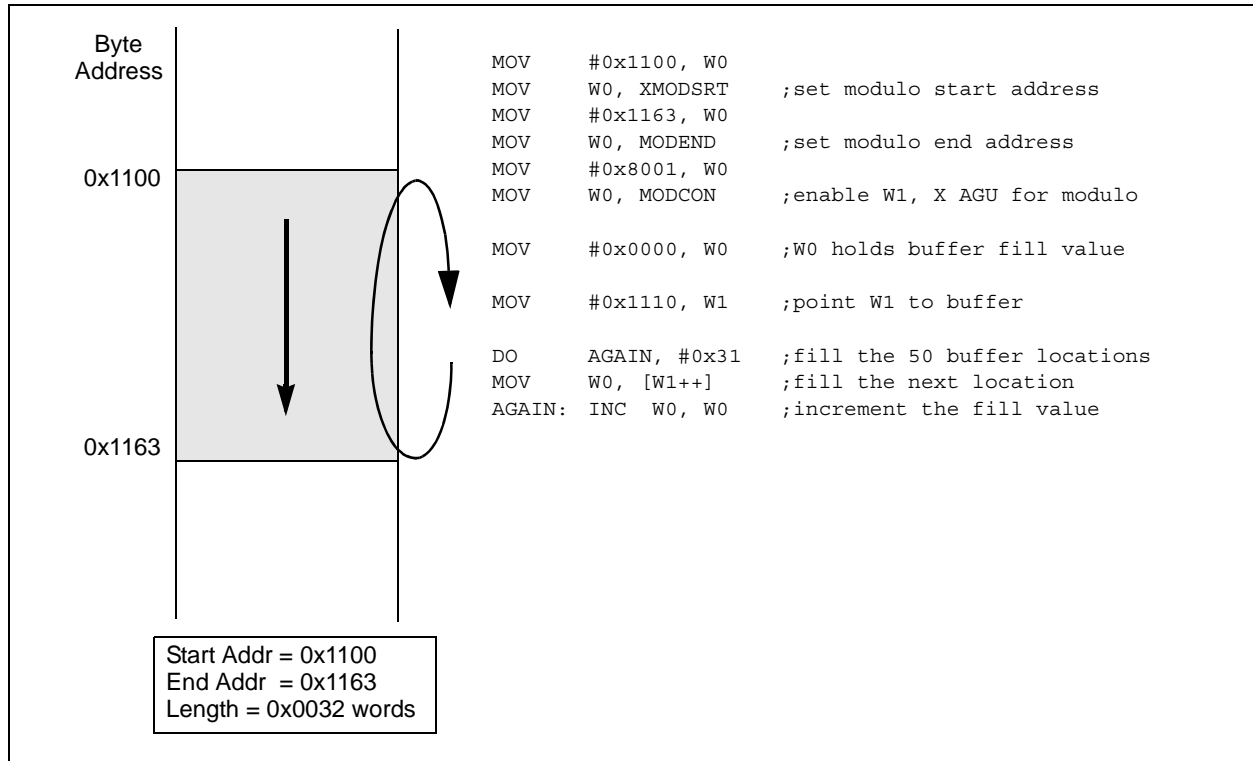 Byte
Address
0x1100
0x1163
MOV #0x1100, W0
MOV W0, XMODSRT ;set modulo start address
MOV #0x1163, W0
MOV W0, MODEND ;set modulo end address
MOV #0x8001, W0
MOV W0, MODCON ;enable W1, X AGU for modulo
MOV #0x0000, W0 ;W0 holds buffer fill value
MOV #0x1110, W1 ;point W1 to buffer
DO AGAIN, #0x31 ;fill the 50 buffer locations
MOV W0, [W1++] ;fill the next location
AGAIN: INC W0, W0 ;increment the fill value
Start Addr = 0x1100
End Addr = 0x1163
Length = 0x0032 words